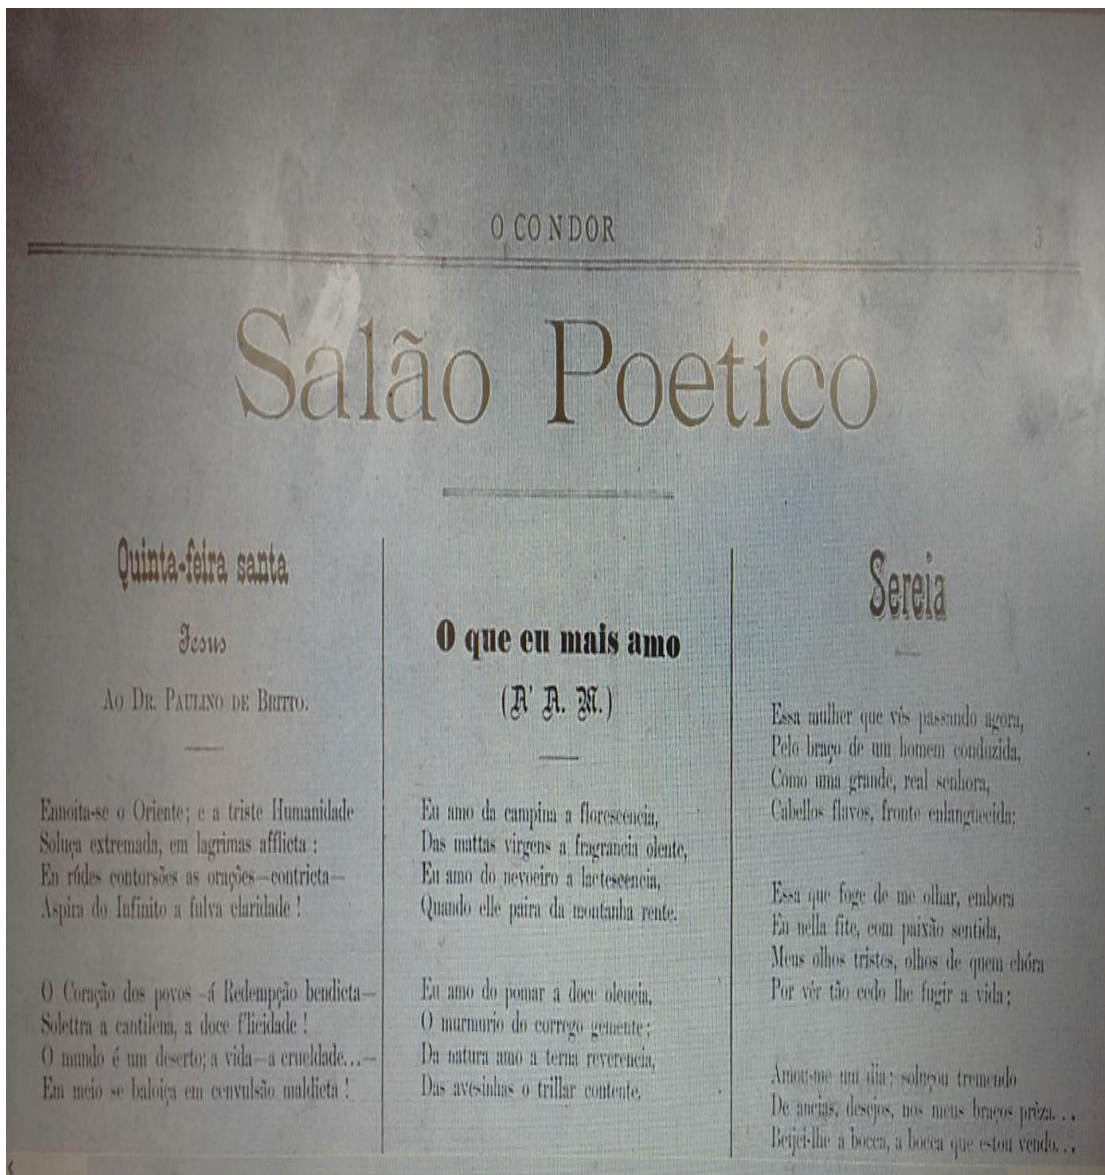 O CONDOR
3
Salão Poetico
Quinta-feira santa
Jesus
Ao Dr. Paulino de Britto.
Ennoita-se o Oriente; e a triste Humanidade
Soluça extremada, em lagrimas afflicta :
En rúdes contorsões as orações—contricta—
Aspira do Infinito a fulva claridade !
O Coração dos povos -á Redempção bendicta—
Solettra a cantilena, a doce f'licidade !
O mundo é um deserto; a vida—a crueldade...—
Em meio se baloiça em convulsão maldicta !
O que eu mais amo
(A' A. M.)
Eu amo da campina a florescencia,
Das mattas virgens a fragrancia olente,
Eu amo do nevoeiro a lactescencia,
Quando elle paira da montanha rente.
Eu amo do pomar a doce olencia,
O murmurio do corrego gemente;
Da natura amo a terna reverencia,
Das avesinhas o trillar contente.
Sereia
Essa mulher que vês passando agora,
Pelo braço de um homem conduzida,
Como uma grande, real senhora,
Cabellos flavos, fronte enlanguecida;
Essa que foge de me olhar, embora
Eu nella fite, com paixão sentida,
Meus olhos tristes, olhos de quem chóra
Por vêr tão cedo lhe fugir a vida;
Amou-me um dia; soluçou tremendo
De ancias, desejos, nos meus braços prêza...
Beijei-lhe a bocca, a bocca que estou vendo...